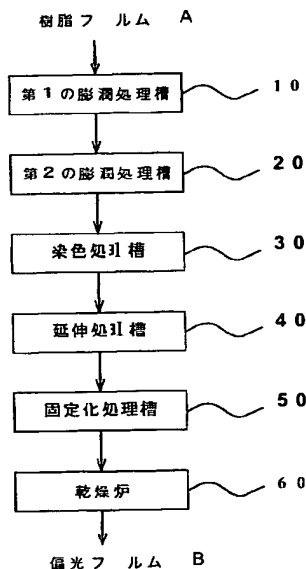 樹脂フ ルム A
第1の膨潤処理槽 10
第2の膨潤処理槽 20
染色処理槽 30
延伸処理槽 40
固定化処理槽 50
乾燥炉 60
偏光フ ルム B